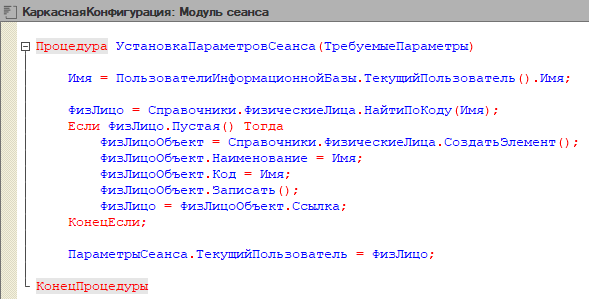 КаркаснаяКонфигурация: Модуль сеанса
Процедура УстановкаПараметровСеанса(ТребуемыеПараметры)
Имя = ПользователиИнформационнойБазы.ТекущийПользователь().Имя;
ФизЛицо = Справочники.ФизическиеЛица.НайтиПоКоду(Имя);
Если ФизЛицо.Пустая() Тогда
ФизЛицоОбъект = Справочники.ФизическиеЛица.СоздатьЭлемент();
ФизЛицоОбъект.Наименование = Имя;
ФизЛицоОбъект.Код = Имя;
ФизЛицоОбъект.Записать();
ФизЛицо = ФизЛицоОбъект.Ссылка;
КонецЕсли;
ПараметрыСеанса.ТекущийПользователь = ФизЛицо;
КонецПроцедуры